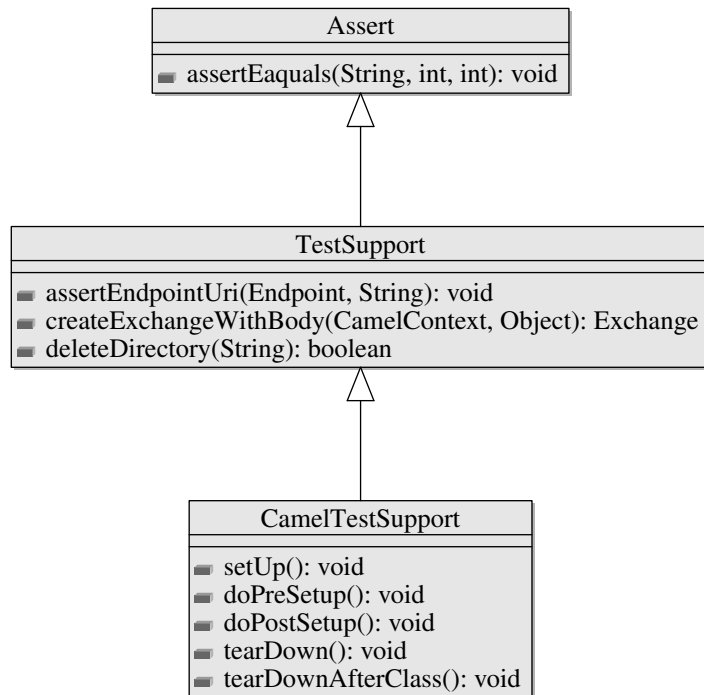 Assert
assertEaquals(String, int, int): void
TestSupport
assertEndpointUri(Endpoint, String): void
createExchangeWithBody(CamelContext, Object): Exchange
deleteDirectory(String): boolean
CamelTestSupport
setUp(): void
doPreSetup(): void
doPostSetup(): void
tearDown(): void
tearDownAfterClass(): void